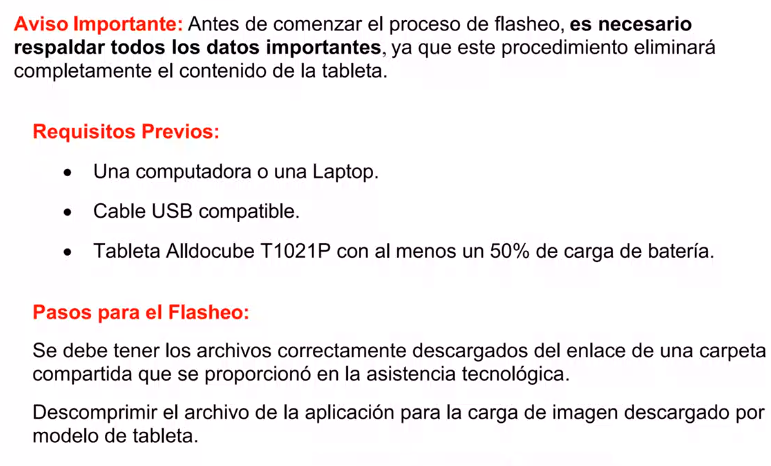 Aviso Importante: Antes de comenzar el proceso de flasheo, es necesario
respaldar todos los datos importantes, ya que este procedimiento eliminará
completamente el contenido de la tableta.
Requisitos Previos:
• Una computadora o una Laptop.
• Cable USB compatible.
• Tableta Alldocube T1021P con al menos un 50% de carga de batería.
Pasos para el Flasheo:
Se debe tener los archivos correctamente descargados del enlace de una carpeta
compartida que se proporcionó en la asistencia tecnológica.
Descomprimir el archivo de la aplicación para la carga de imagen descargado por
modelo de tableta.